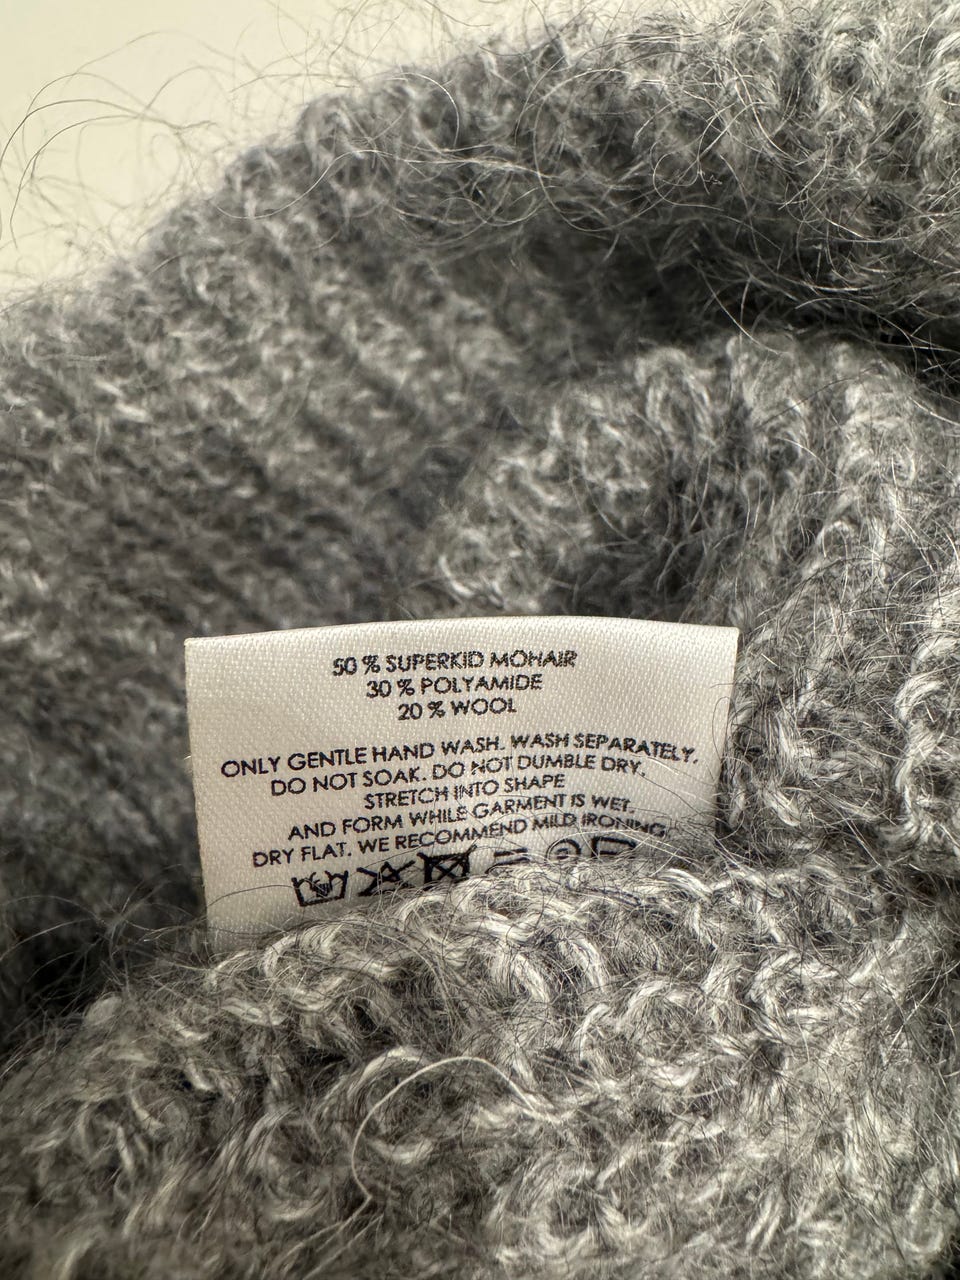 50 % SUPERKID MOHAIR
30 % POLYAMIDE
20 % WOOL
ONLY GENTLE HAND WASH. WASH SEPARATELY.
DO NOT SOAK. DO NOT DUMBLE DRY.
STRETCH INTO SHAPE
AND FORM WHILE GARMENT IS WET.
DRY FLAT. WE RECOMMEND MILD IRONING.